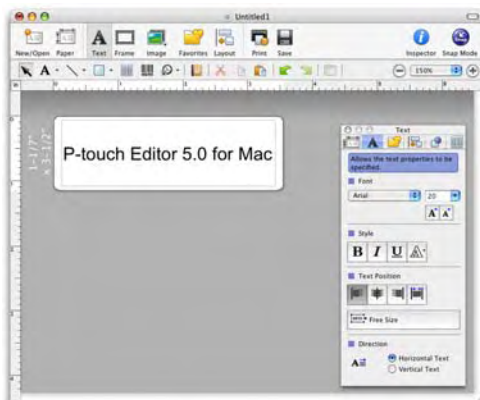 Untitled1
New/Open Paper Text Frame Image Favorites Layout Print Save Inspector Snap Mode
A
150%
1-1/7"
x 3-1/2"
P-touch Editor 5.0 for Mac
Text
Allows the text properties to be
specified.
Font
Arial 20
A A
Style
B I U A
Text Position
Free Size
Direction
Horizontal Text
Vertical Text